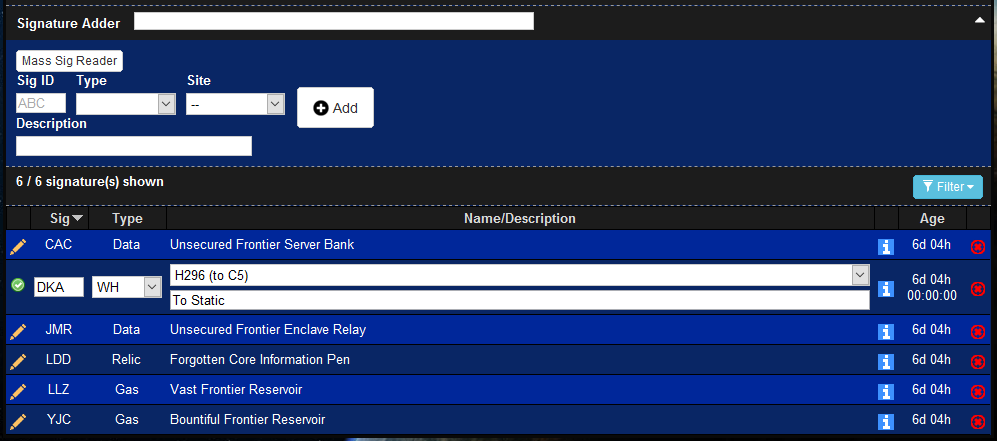 Signature Adder
Mass Sig Reader
Sig ID Type Site
ABC -- Add
Description
6 / 6 signature(s) shown
Filter
Sig Type Name/Description Age
CAC Data Unsecured Frontier Server Bank 6d 04h
DKA WH H296 (to C5) 6d 04h
To Static 00:00:00
JMR Data Unsecured Frontier Enclave Relay 6d 04h
LDD Relic Forgotten Core Information Pen 6d 04h
LLZ Gas Vast Frontier Reservoir 6d 04h
YJC Gas Bountiful Frontier Reservoir 6d 04h